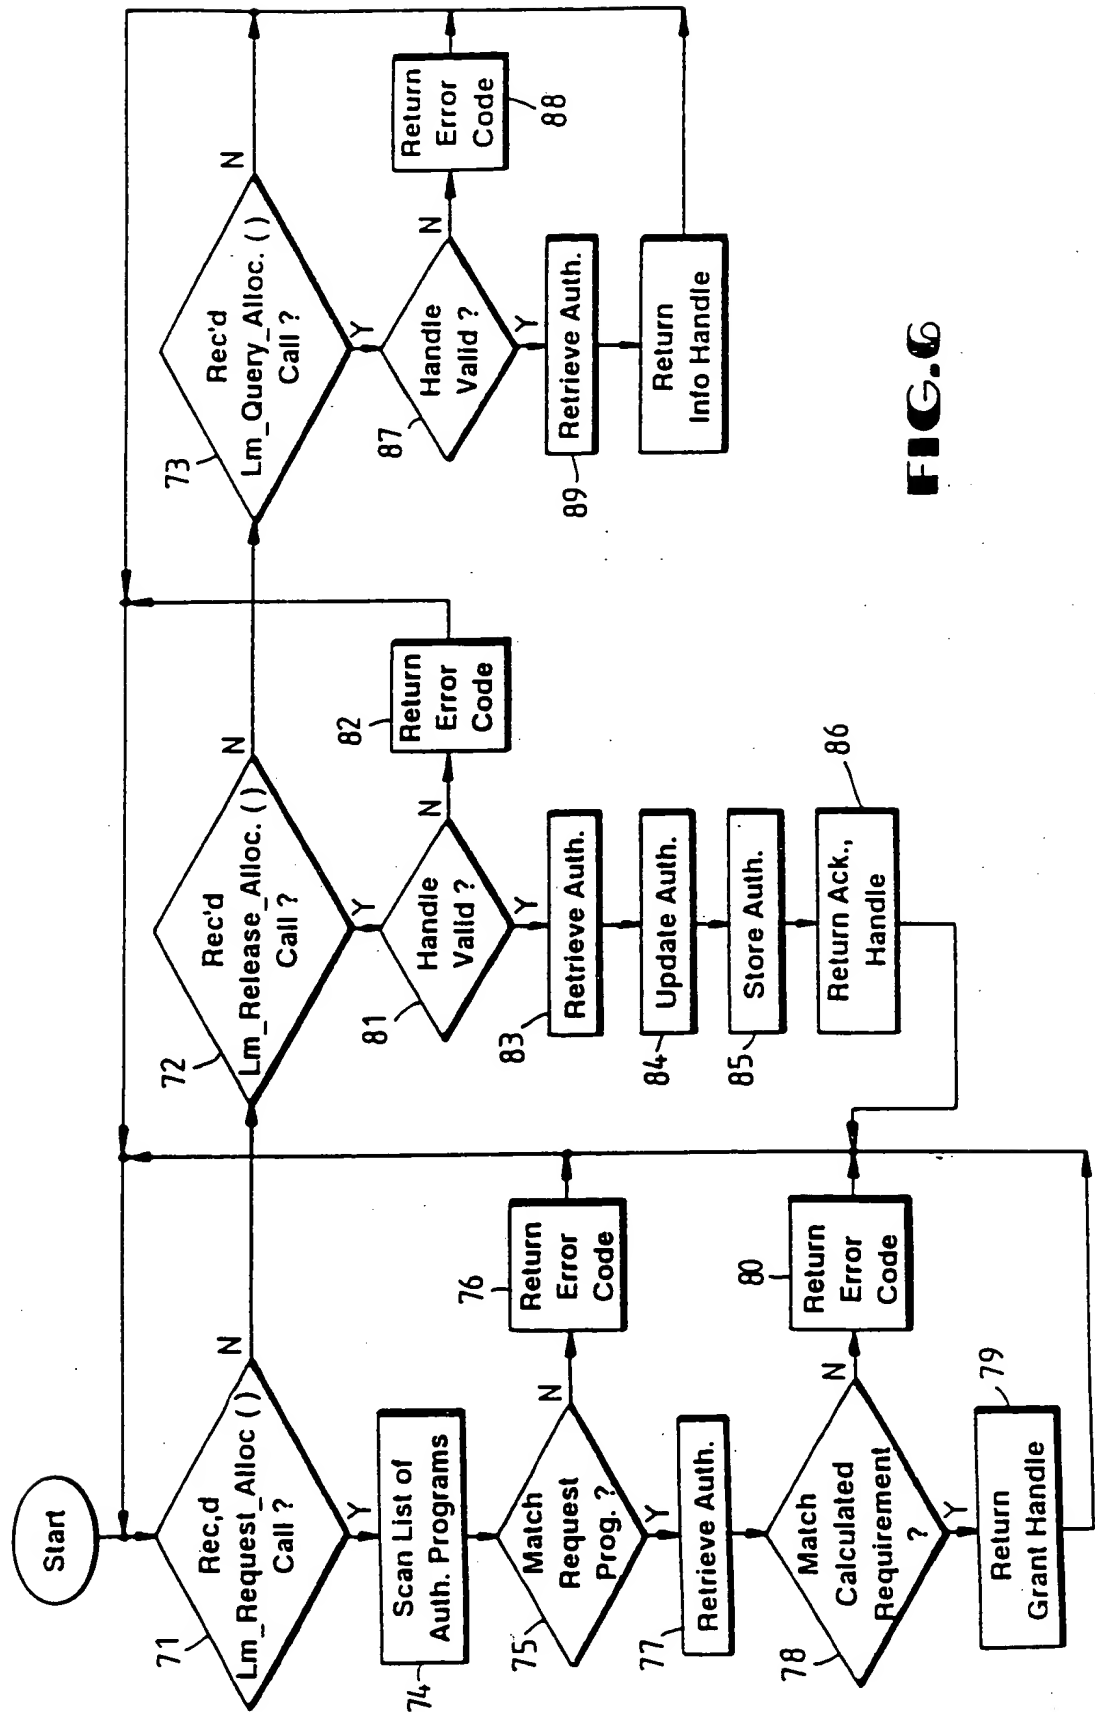 Start
71
Rec,d
Lm_Request_Alloc ( )
Call ?
N
Y
74
Scan List of
Auth. Programs
75
Match
Request
Prog. ?
N
Y
76
Return
Error
Code
77
Retrieve Auth.
78
Match
Calculated
Requirement
?
N
Y
80
Return
Error
Code
79
Return
Grant Handle
72
Rec'd
Lm_Release_Alloc. ( )
Call ?
N
Y
81
Handle
Valid ?
N
Y
82
Return
Error
Code
83
Retrieve Auth.
84
Update Auth.
85
Store Auth.
86
Return Ack.,
Handle
73
Rec'd
Lm_Query_Alloc. ( )
Call ?
N
Y
87
Handle
Valid ?
N
Y
Return
Error
Code
88
89
Retrieve Auth.
Return
Info Handle
FIG.6